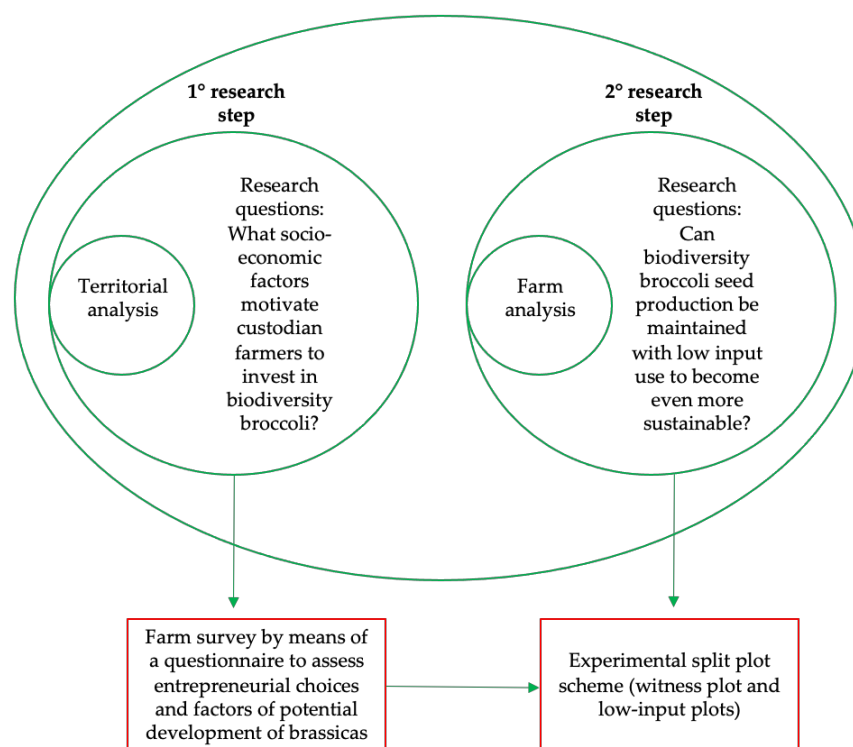 1° research
step
Territorial
analysis
Research
questions:
What socio-
economic
factors
motivate
custodian
farmers to
invest in
biodiversity
broccoli?
2° research
step
Farm
analysis
Research
questions:
Can
biodiversity
broccoli seed
production be
maintained
with low input
use to become
even more
sustainable?
Farm survey by means of
a questionnaire to assess
entrepreneurial choices
and factors of potential
development of brassicas
Experimental split plot
scheme (witness plot and
low-input plots)